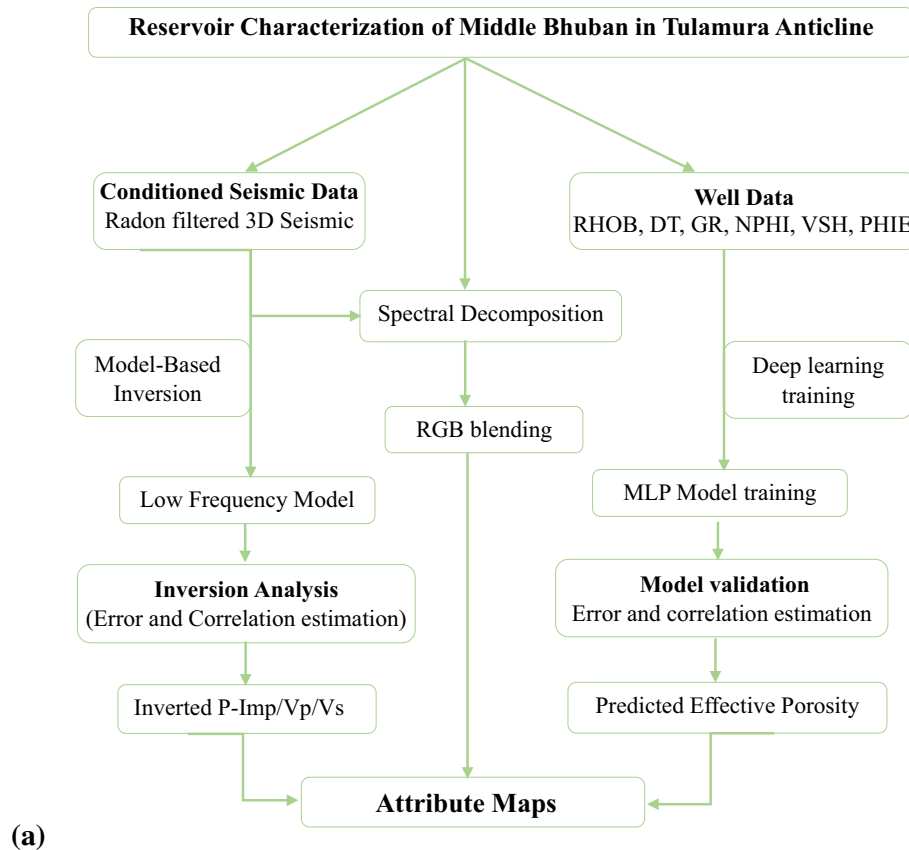 Reservoir Characterization of Middle Bhuban in Tulamura Anticline
Conditioned Seismic Data
Radon filtered 3D Seismic
Well Data
RHOB, DT, GR, NPHI, VSH, PHIE
Spectral Decomposition
Model-Based
Inversion
Deep learning
training
RGB blending
Low Frequency Model
MLP Model training
Inversion Analysis
(Error and Correlation estimation)
Model validation
Error and correlation estimation
Inverted P-Imp/Vp/Vs
Predicted Effective Porosity
Attribute Maps
(a)